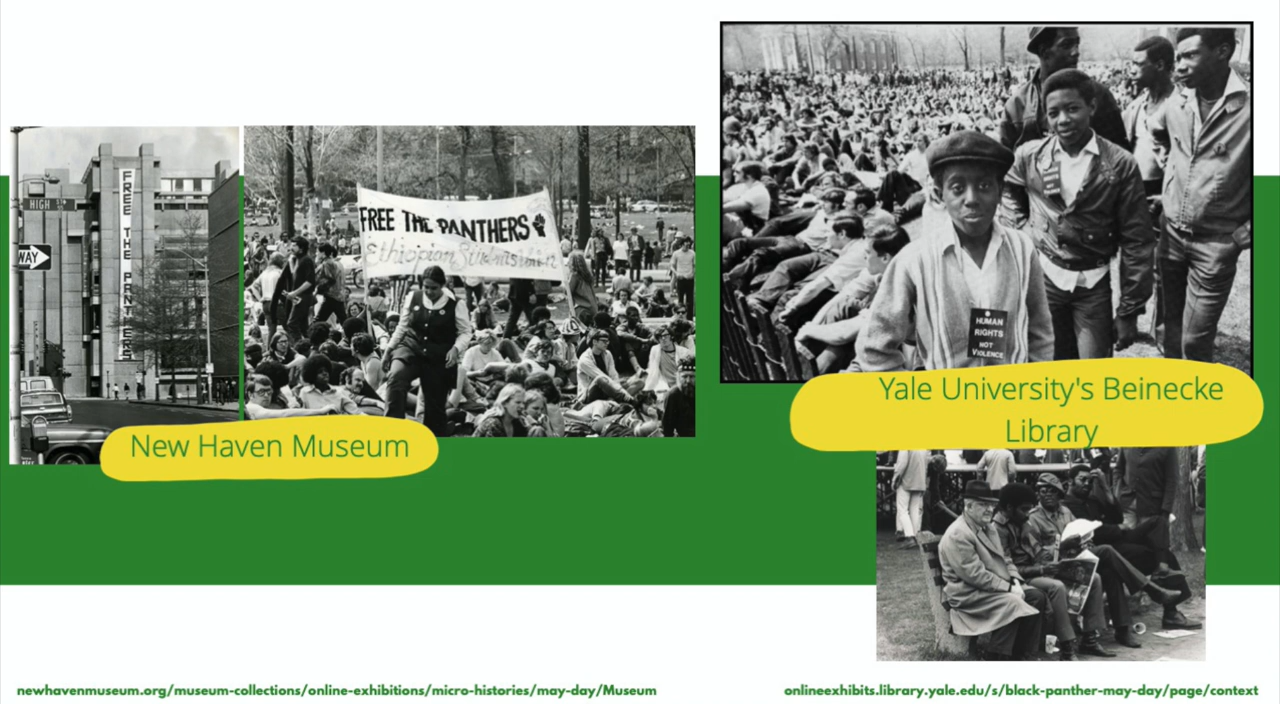 HIGH ST
WAY
FREE THE PANTHERS
FREE THE PANTHERS
Ethiopian
HUMAN
RIGHTS
NOT
VIOLENCE
New Haven Museum
Yale University's Beinecke
Library
newhavenmuseum.org/museum-collections/online-exhibitions/micro-histories/may-day/Museum
onlineexhibits.library.yale.edu/s/black-panther-may-day/page/context